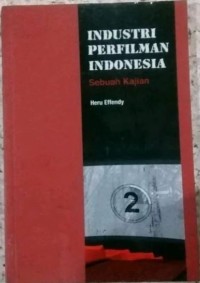 INDUSTRI
PERFILMAN
INDONESIA
Sebuah Kajian
Heru Effendy
2